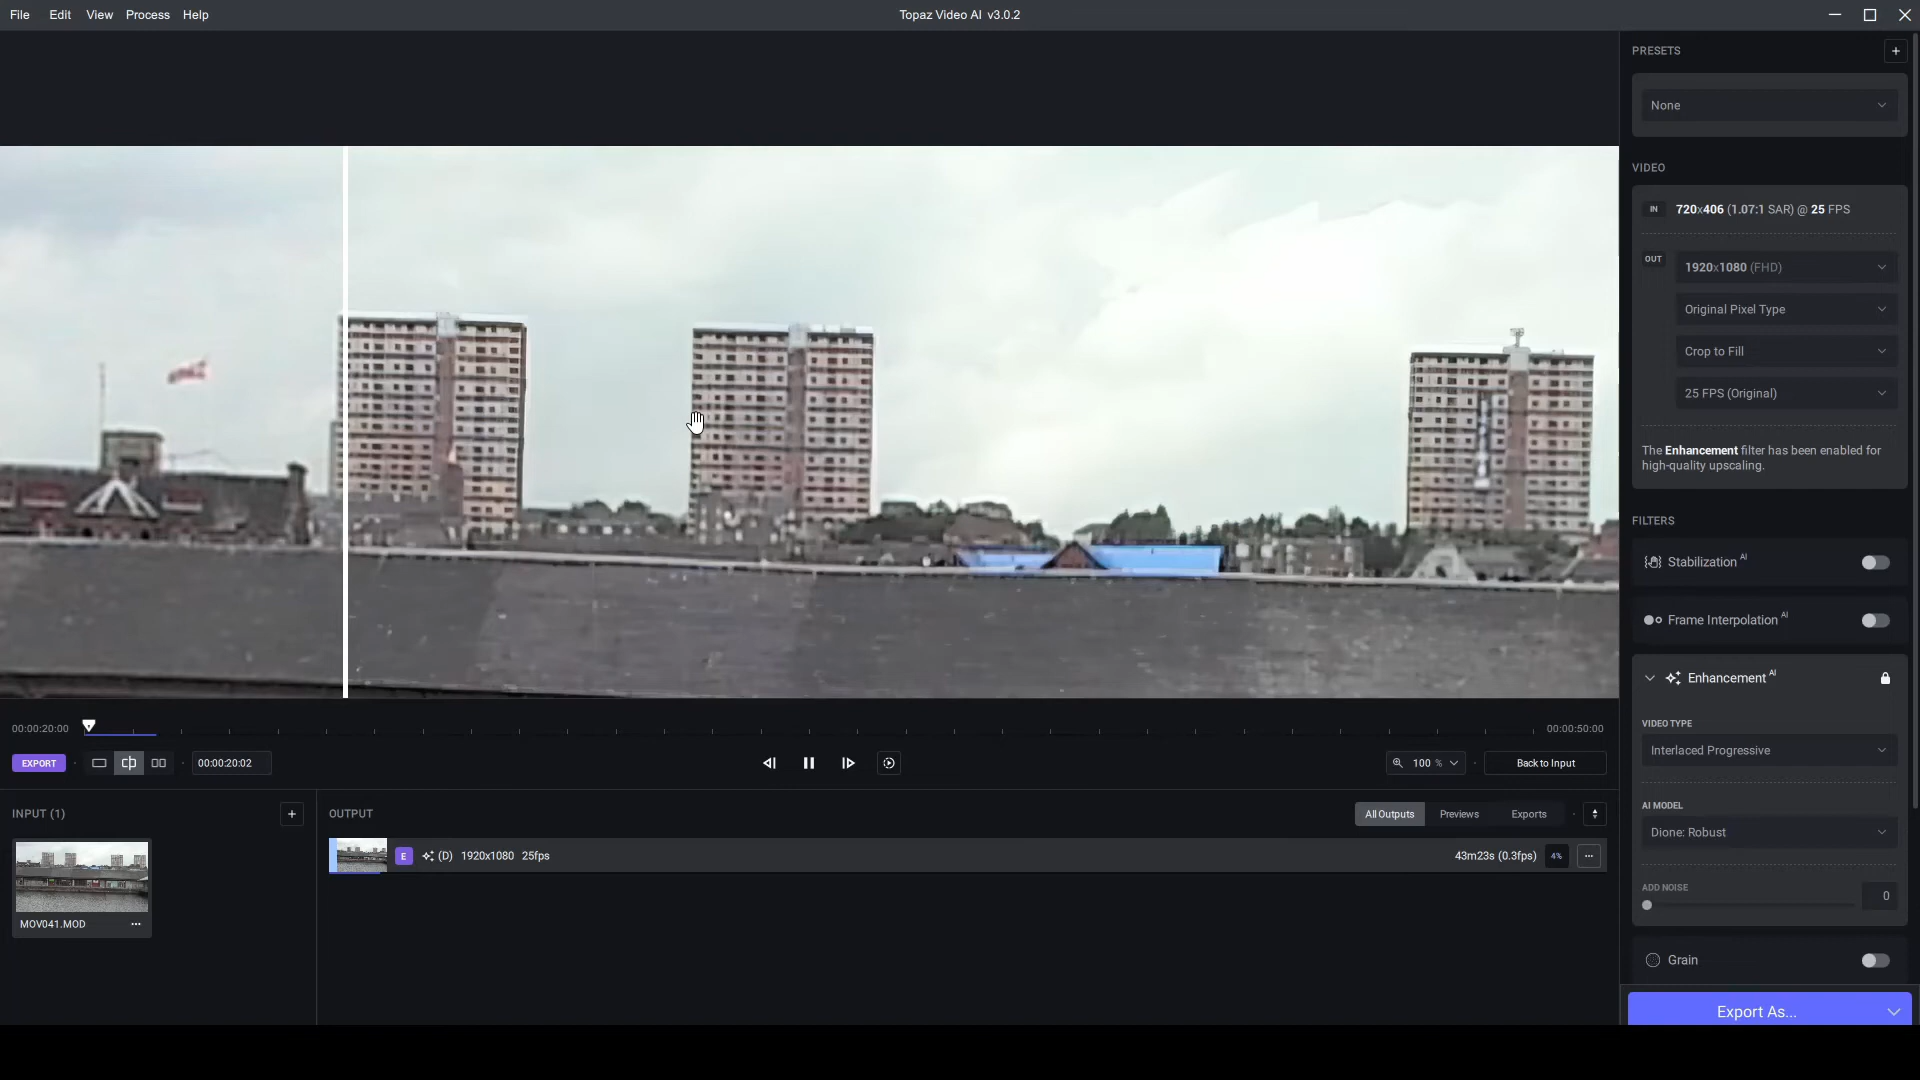 File Edit View Process Help
Topaz Video AI v3.0.2
PRESETS
+
None
VIDEO
IN 720x406 (1.07:1 SAR) @ 25 FPS
OUT 1920x1080 (FHD)
Original Pixel Type
Crop to Fill
25 FPS (Original)
The Enhancement filter has been enabled for
high-quality upscaling.
FILTERS
Stabilization AI
Frame Interpolation AI
Enhancement AI
VIDEO TYPE
Interlaced Progressive
AI MODEL
Dione: Robust
ADD NOISE
0
Grain
Export As...
00:00:20:00
00:00:50:00
EXPORT
00:00:20:02
100 %
Back to Input
INPUT (1)
+
OUTPUT
All Outputs Previews Exports
E (D) 1920x1080 25fps
43m23s (0.3fps) 4% ...
MOV041.MOD ...